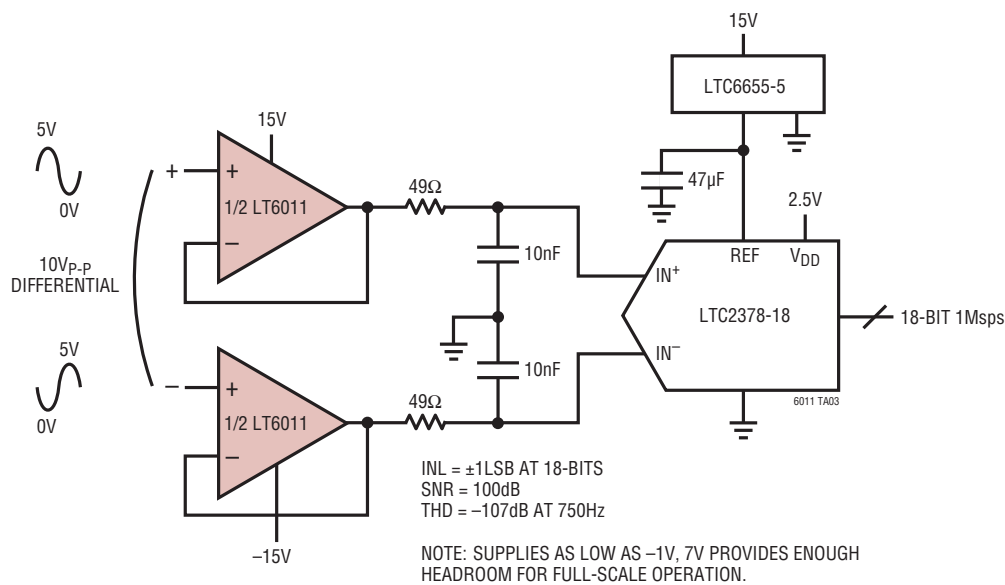 15V
LTC6655-5
5V
0V
15V
+
+
1/2 LT6011
–
49Ω
47µF
2.5V
10nF
REF
VDD
IN+
10VP-P
DIFFERENTIAL
LTC2378-18
18-BIT 1Msps
IN–
10nF
5V
0V
–
+
1/2 LT6011
–
49Ω
6011 TA03
–15V
INL = ±1LSB AT 18-BITS
SNR = 100dB
THD = –107dB AT 750Hz
NOTE: SUPPLIES AS LOW AS –1V, 7V PROVIDES ENOUGH
HEADROOM FOR FULL-SCALE OPERATION.